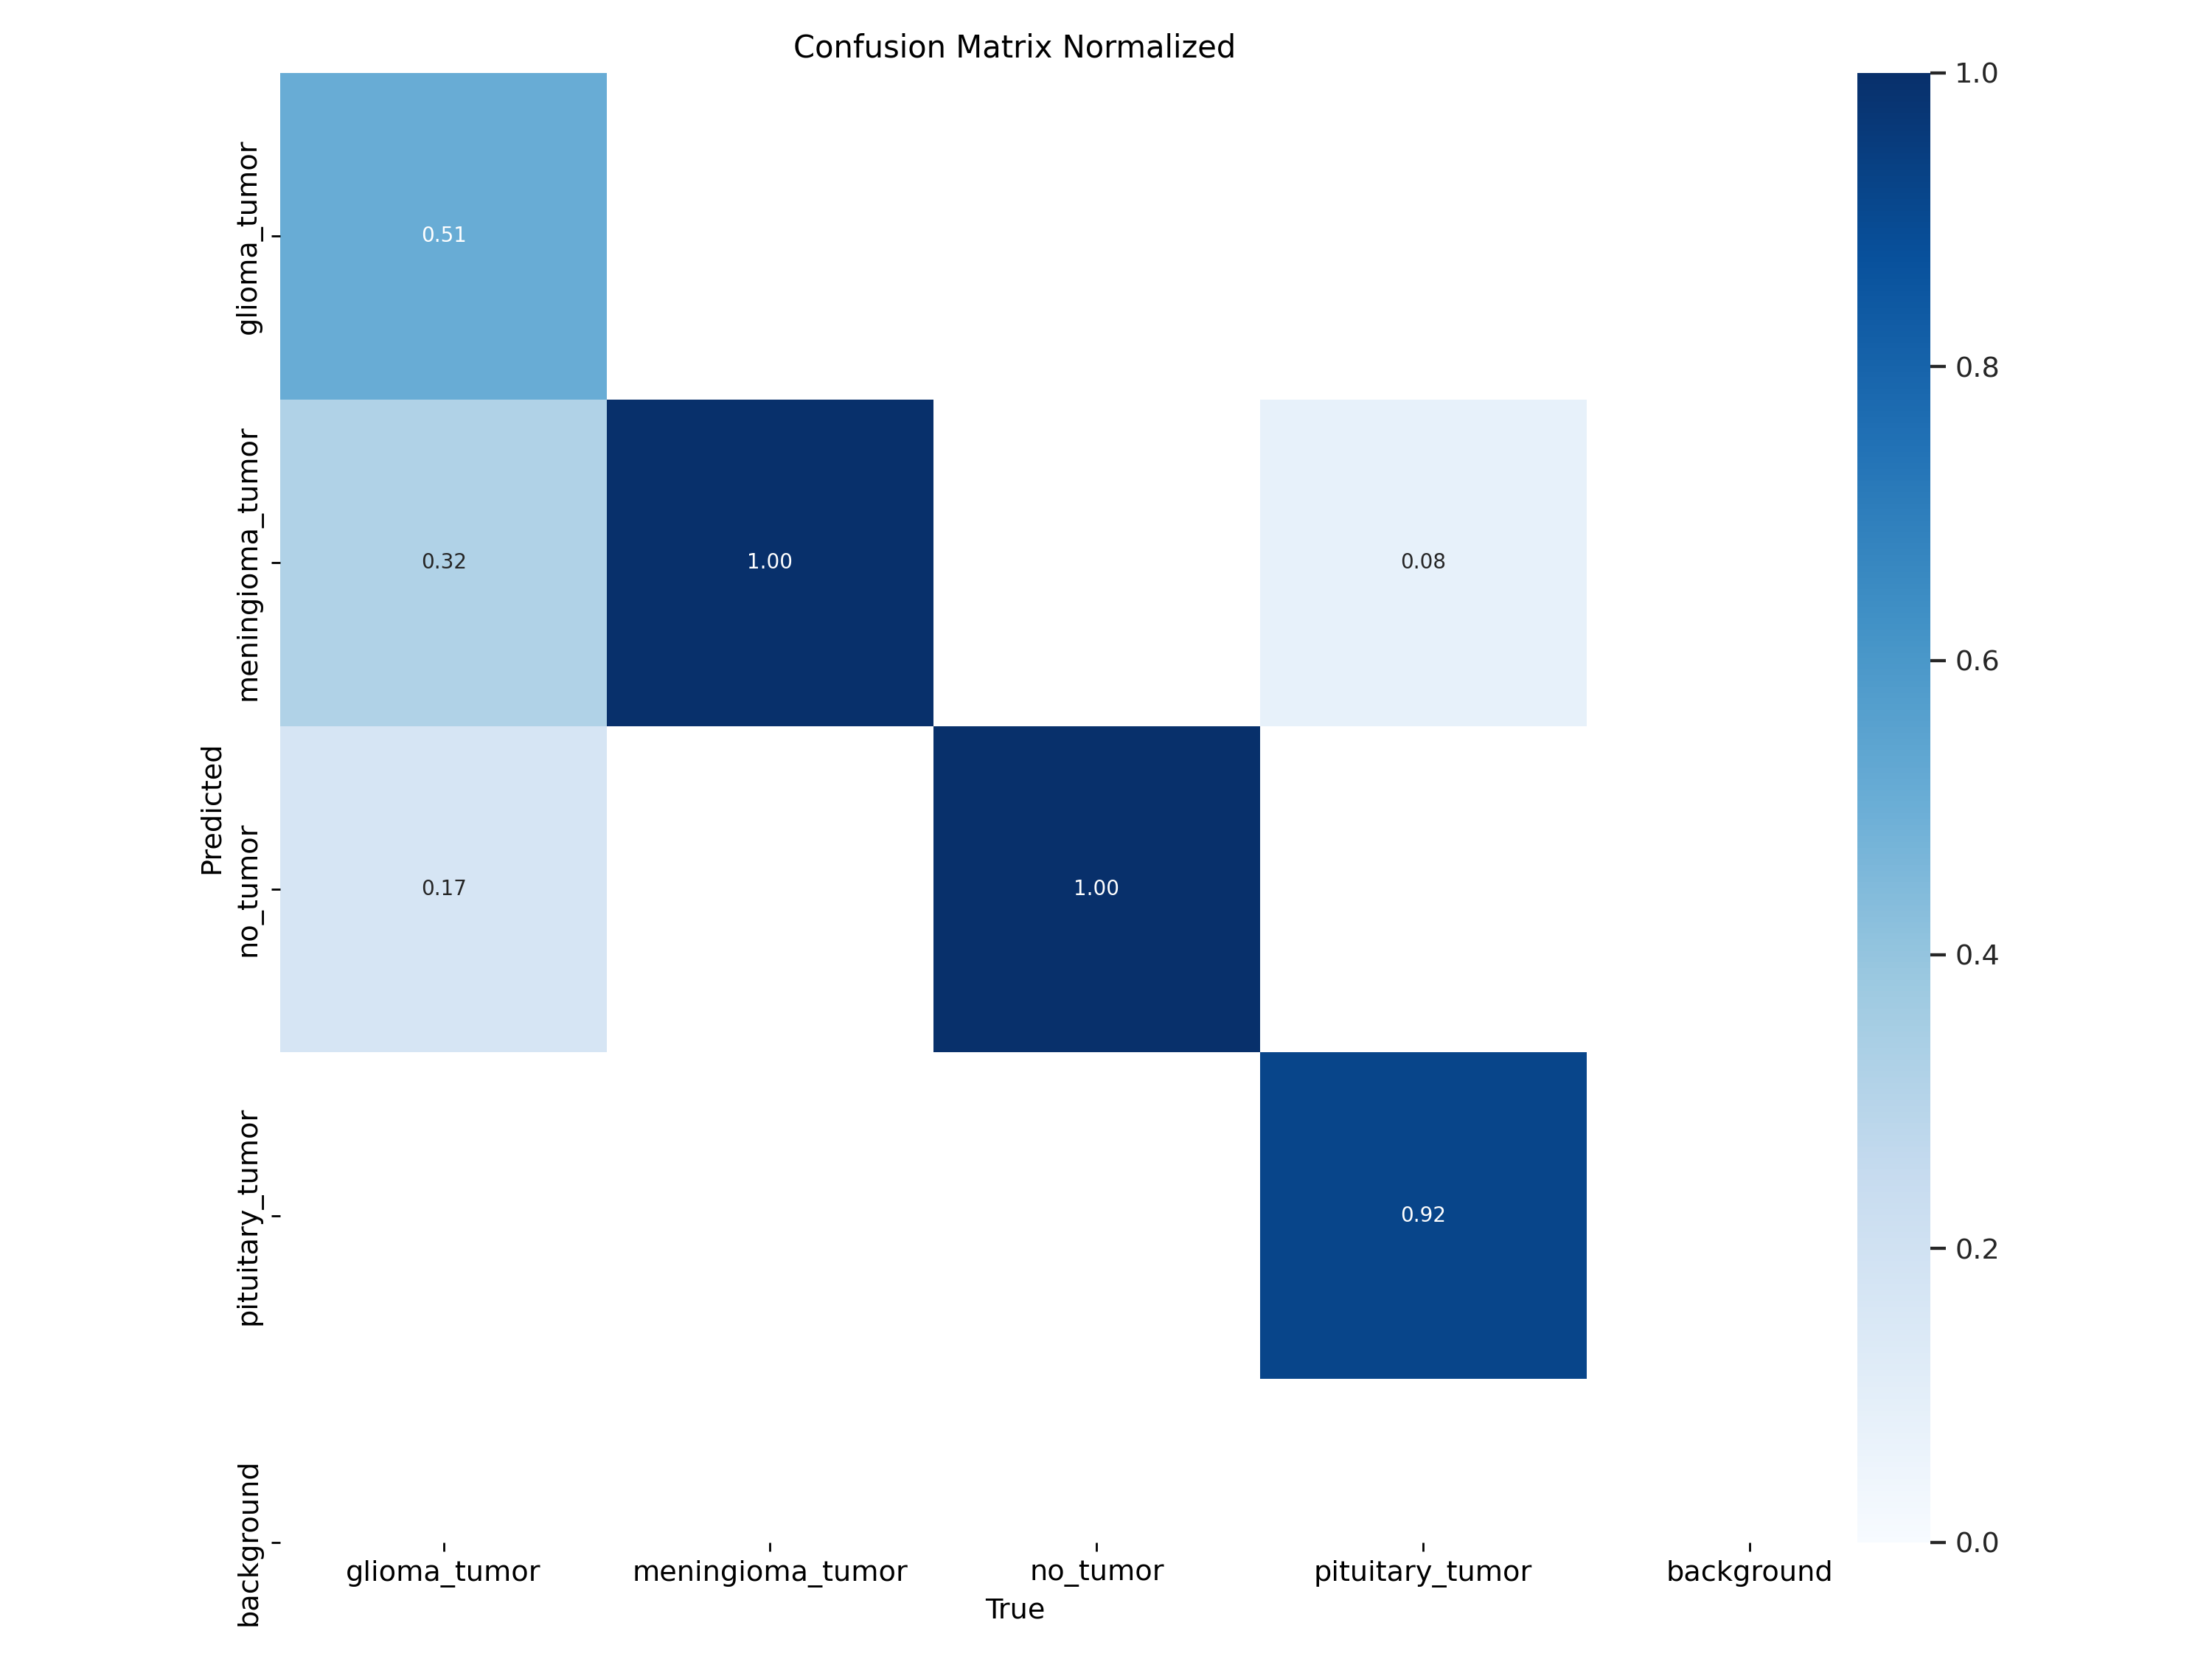 Confusion Matrix Normalized
glioma_tumor
meningioma_tumor
no_tumor
pituitary_tumor
background
Predicted
0.51
0.32
1.00
0.08
0.17
1.00
0.92
glioma_tumor
meningioma_tumor
no_tumor
pituitary_tumor
background
True
1.0
0.8
0.6
0.4
0.2
0.0